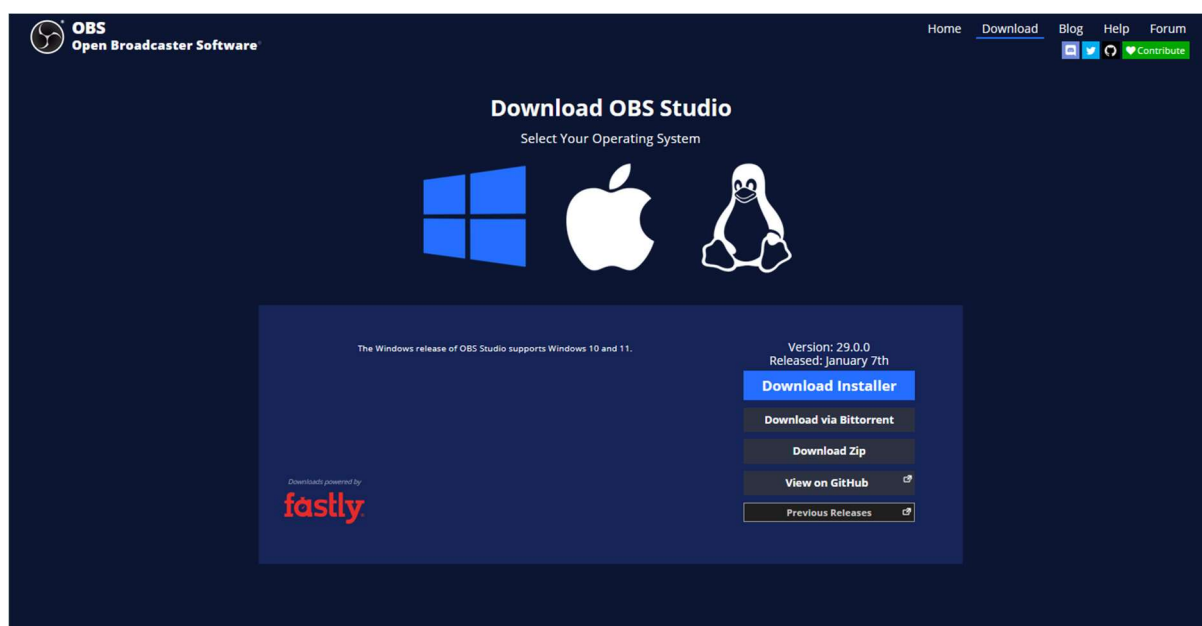 OBS
Open Broadcaster Software
Home Download Blog Help Forum
Contribute
Download OBS Studio
Select Your Operating System
The Windows release of OBS Studio supports Windows 10 and 11.
Version: 29.0.0
Released: January 7th
Download Installer
Download via Bittorrent
Download Zip
View on GitHub
Previous Releases
Downloads powered by
fastly